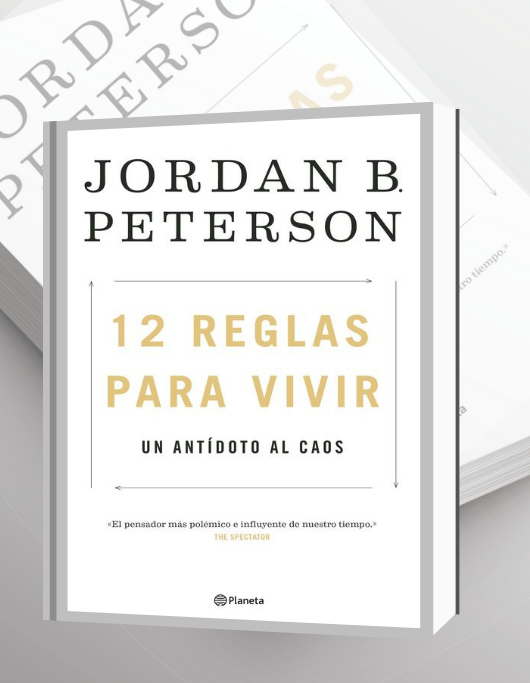 JORDAN B.
PETERSON
12 REGLAS
PARA VIVIR
UN ANTÍDOTO AL CAOS
«El pensador más polémico e influyente de nuestro tiempo.»
THE SPECTATOR
Planeta